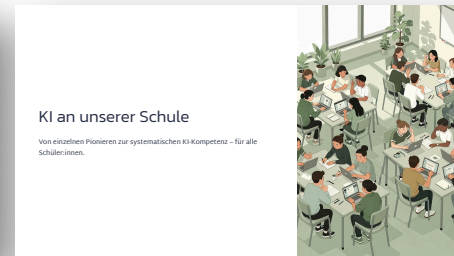 KI an unserer Schule
Von einzelnen Pionieren zur systematischen KI-Kompetenz – für alle
Schüler:innen.